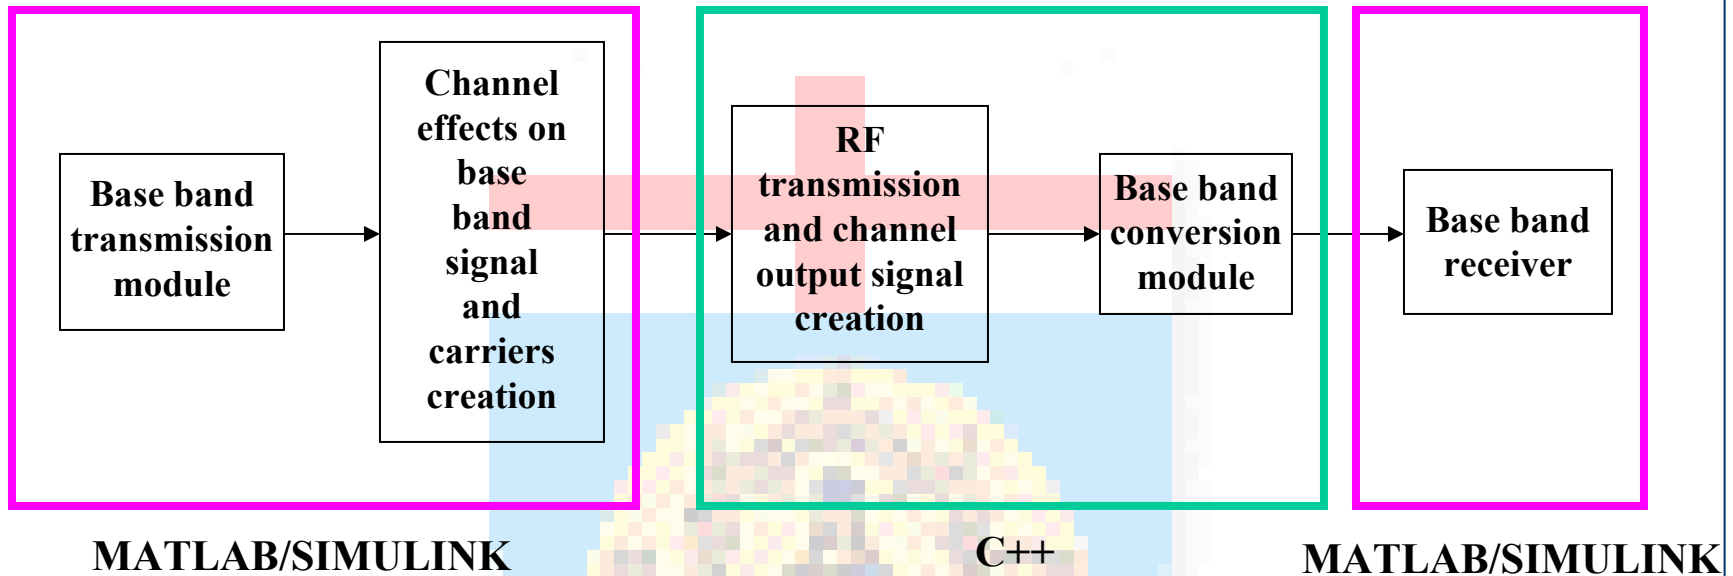 Base band
transmission
module
Channel
effects on
base
band
signal
and
carriers
creation
RF
transmission
and channel
output signal
creation
Base band
conversion
module
Base band
receiver
MATLAB/SIMULINK
C++
MATLAB/SIMULINK